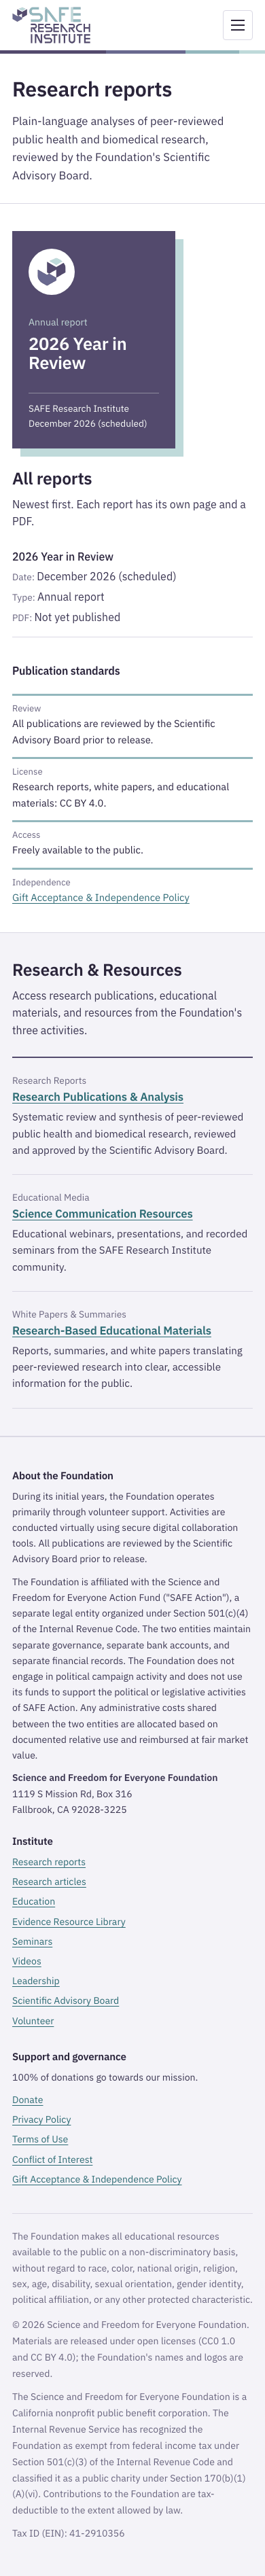 SAFE
RESEARCH
INSTITUTE
Research reports
Plain-language analyses of peer-reviewed
public health and biomedical research,
reviewed by the Foundation's Scientific
Advisory Board.
Annual report
2026 Year in
Review
SAFE Research Institute
December 2026 (scheduled)
All reports
Newest first. Each report has its own page and a
PDF.
2026 Year in Review
Date: December 2026 (scheduled)
Type: Annual report
PDF: Not yet published
Publication standards
Review
All publications are reviewed by the Scientific
Advisory Board prior to release.
License
Research reports, white papers, and educational
materials: CC BY 4.0.
Access
Freely available to the public.
Independence
Gift Acceptance & Independence Policy
Research & Resources
Access research publications, educational
materials, and resources from the Foundation's
three activities.
Research Reports
Research Publications & Analysis
Systematic review and synthesis of peer-reviewed
public health and biomedical research, reviewed
and approved by the Scientific Advisory Board.
Educational Media
Science Communication Resources
Educational webinars, presentations, and recorded
seminars from the SAFE Research Institute
community.
White Papers & Summaries
Research-Based Educational Materials
Reports, summaries, and white papers translating
peer-reviewed research into clear, accessible
information for the public.
About the Foundation
During its initial years, the Foundation operates
primarily through volunteer support. Activities are
conducted virtually using secure digital collaboration
tools. All publications are reviewed by the Scientific
Advisory Board prior to release.
The Foundation is affiliated with the Science and
Freedom for Everyone Action Fund ("SAFE Action"), a
separate legal entity organized under Section 501(c)(4)
of the Internal Revenue Code. The two entities maintain
separate governance, separate bank accounts, and
separate financial records. The Foundation does not
engage in political campaign activity and does not use
its funds to support the political or legislative activities
of SAFE Action. Any administrative costs shared
between the two entities are allocated based on
documented relative use and reimbursed at fair market
value.
Science and Freedom for Everyone Foundation
1119 S Mission Rd, Box 316
Fallbrook, CA 92028-3225
Institute
Research reports
Research articles
Education
Evidence Resource Library
Seminars
Videos
Leadership
Scientific Advisory Board
Volunteer
Support and governance
100% of donations go towards our mission.
Donate
Privacy Policy
Terms of Use
Conflict of Interest
Gift Acceptance & Independence Policy
The Foundation makes all educational resources
available to the public on a non-discriminatory basis,
without regard to race, color, national origin, religion,
sex, age, disability, sexual orientation, gender identity,
political affiliation, or any other protected characteristic.
© 2026 Science and Freedom for Everyone Foundation.
Materials are released under open licenses (CC0 1.0
and CC BY 4.0); the Foundation's names and logos are
reserved.
The Science and Freedom for Everyone Foundation is a
California nonprofit public benefit corporation. The
Internal Revenue Service has recognized the
Foundation as exempt from federal income tax under
Section 501(c)(3) of the Internal Revenue Code and
classified it as a public charity under Section 170(b)(1)
(A)(vi). Contributions to the Foundation are tax-
deductible to the extent allowed by law.
Tax ID (EIN): 41-2910356